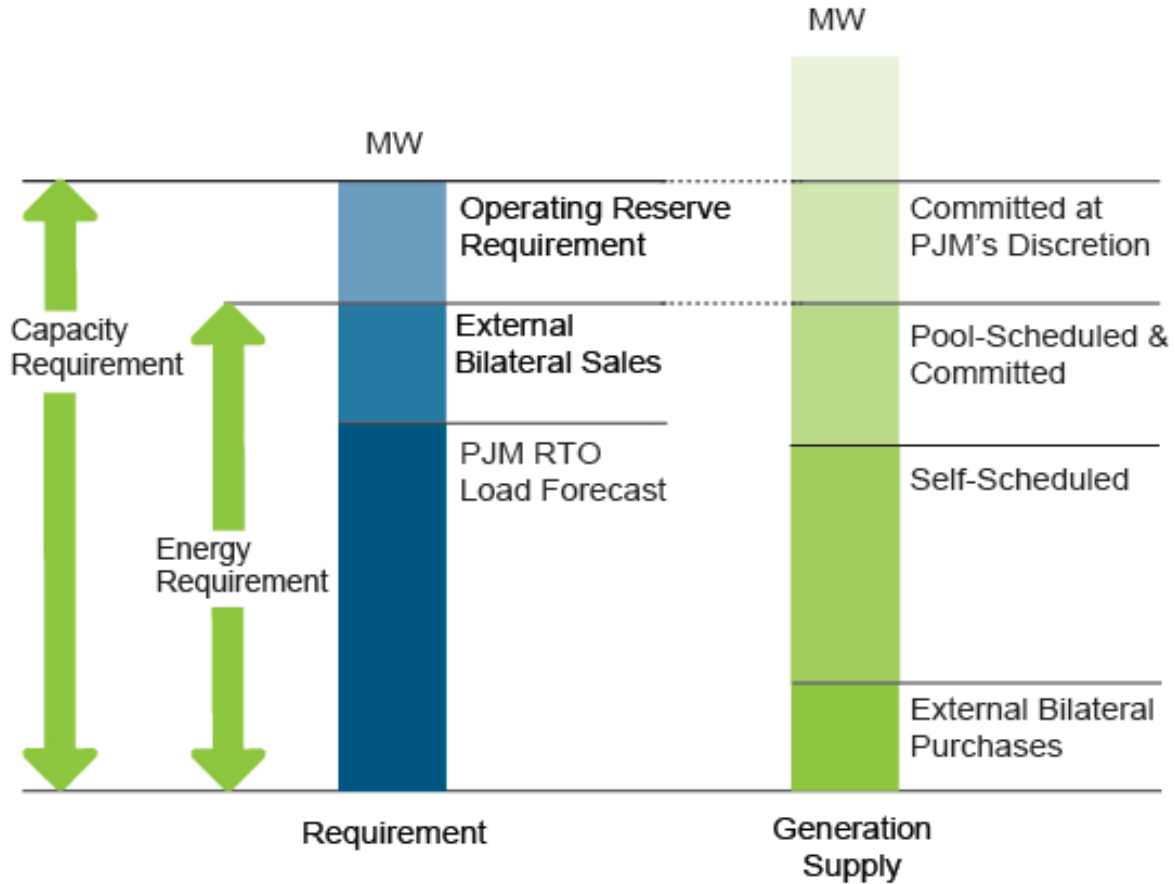 MW
MW
Operating Reserve
Requirement
Committed at
PJM's Discretion
Capacity
Requirement
External
Bilateral Sales
Pool-Scheduled &
Committed
PJM RTO
Load Forecast
Self-Scheduled
Energy
Requirement
External Bilateral
Purchases
Requirement
Generation
Supply